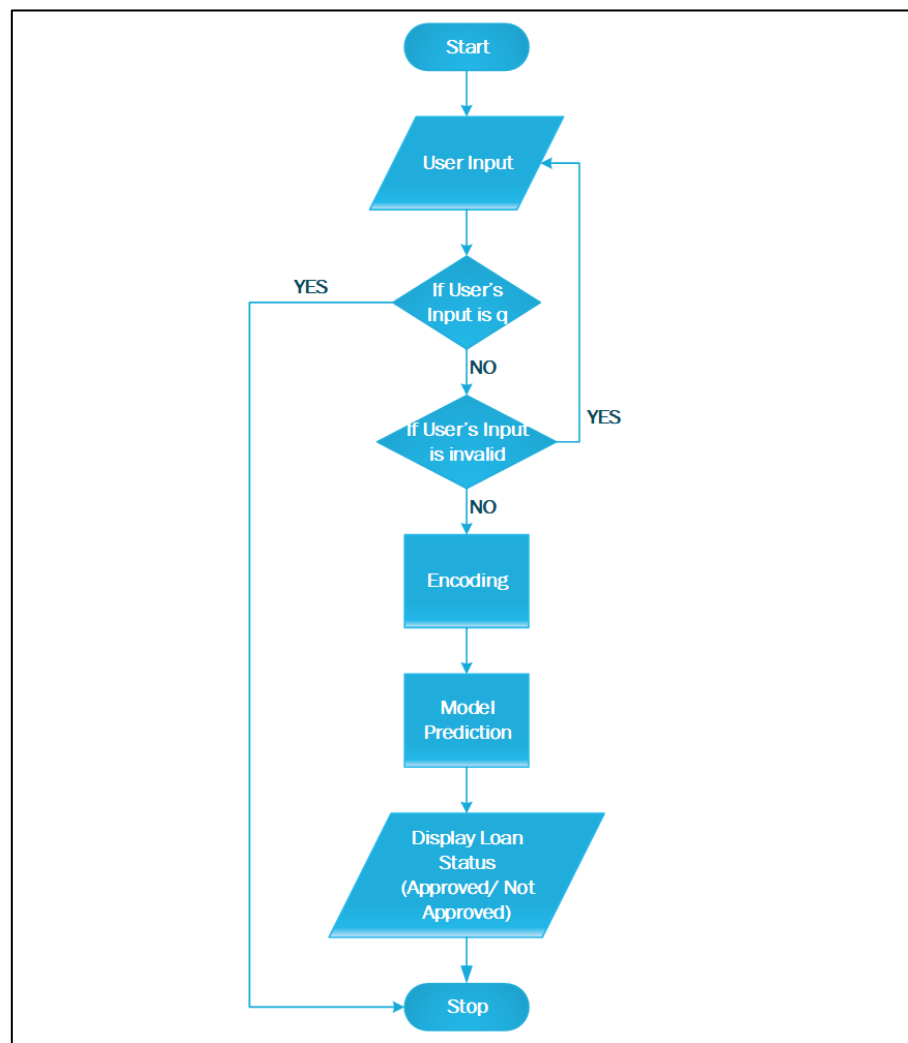 Start
User Input
If User's
Input is q
YES
NO
If User's Input
is invalid
YES
NO
Encoding
Model
Prediction
Display Loan
Status
(Approved/ Not
Approved)
Stop